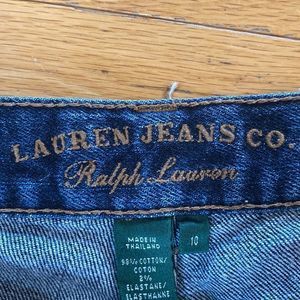 LAUREN JEANS CO.
Ralph Lauren
MADE IN
THAILAND
10
98% COTTON/
COTON
2%
ELASTANE/
ELASTHANNE